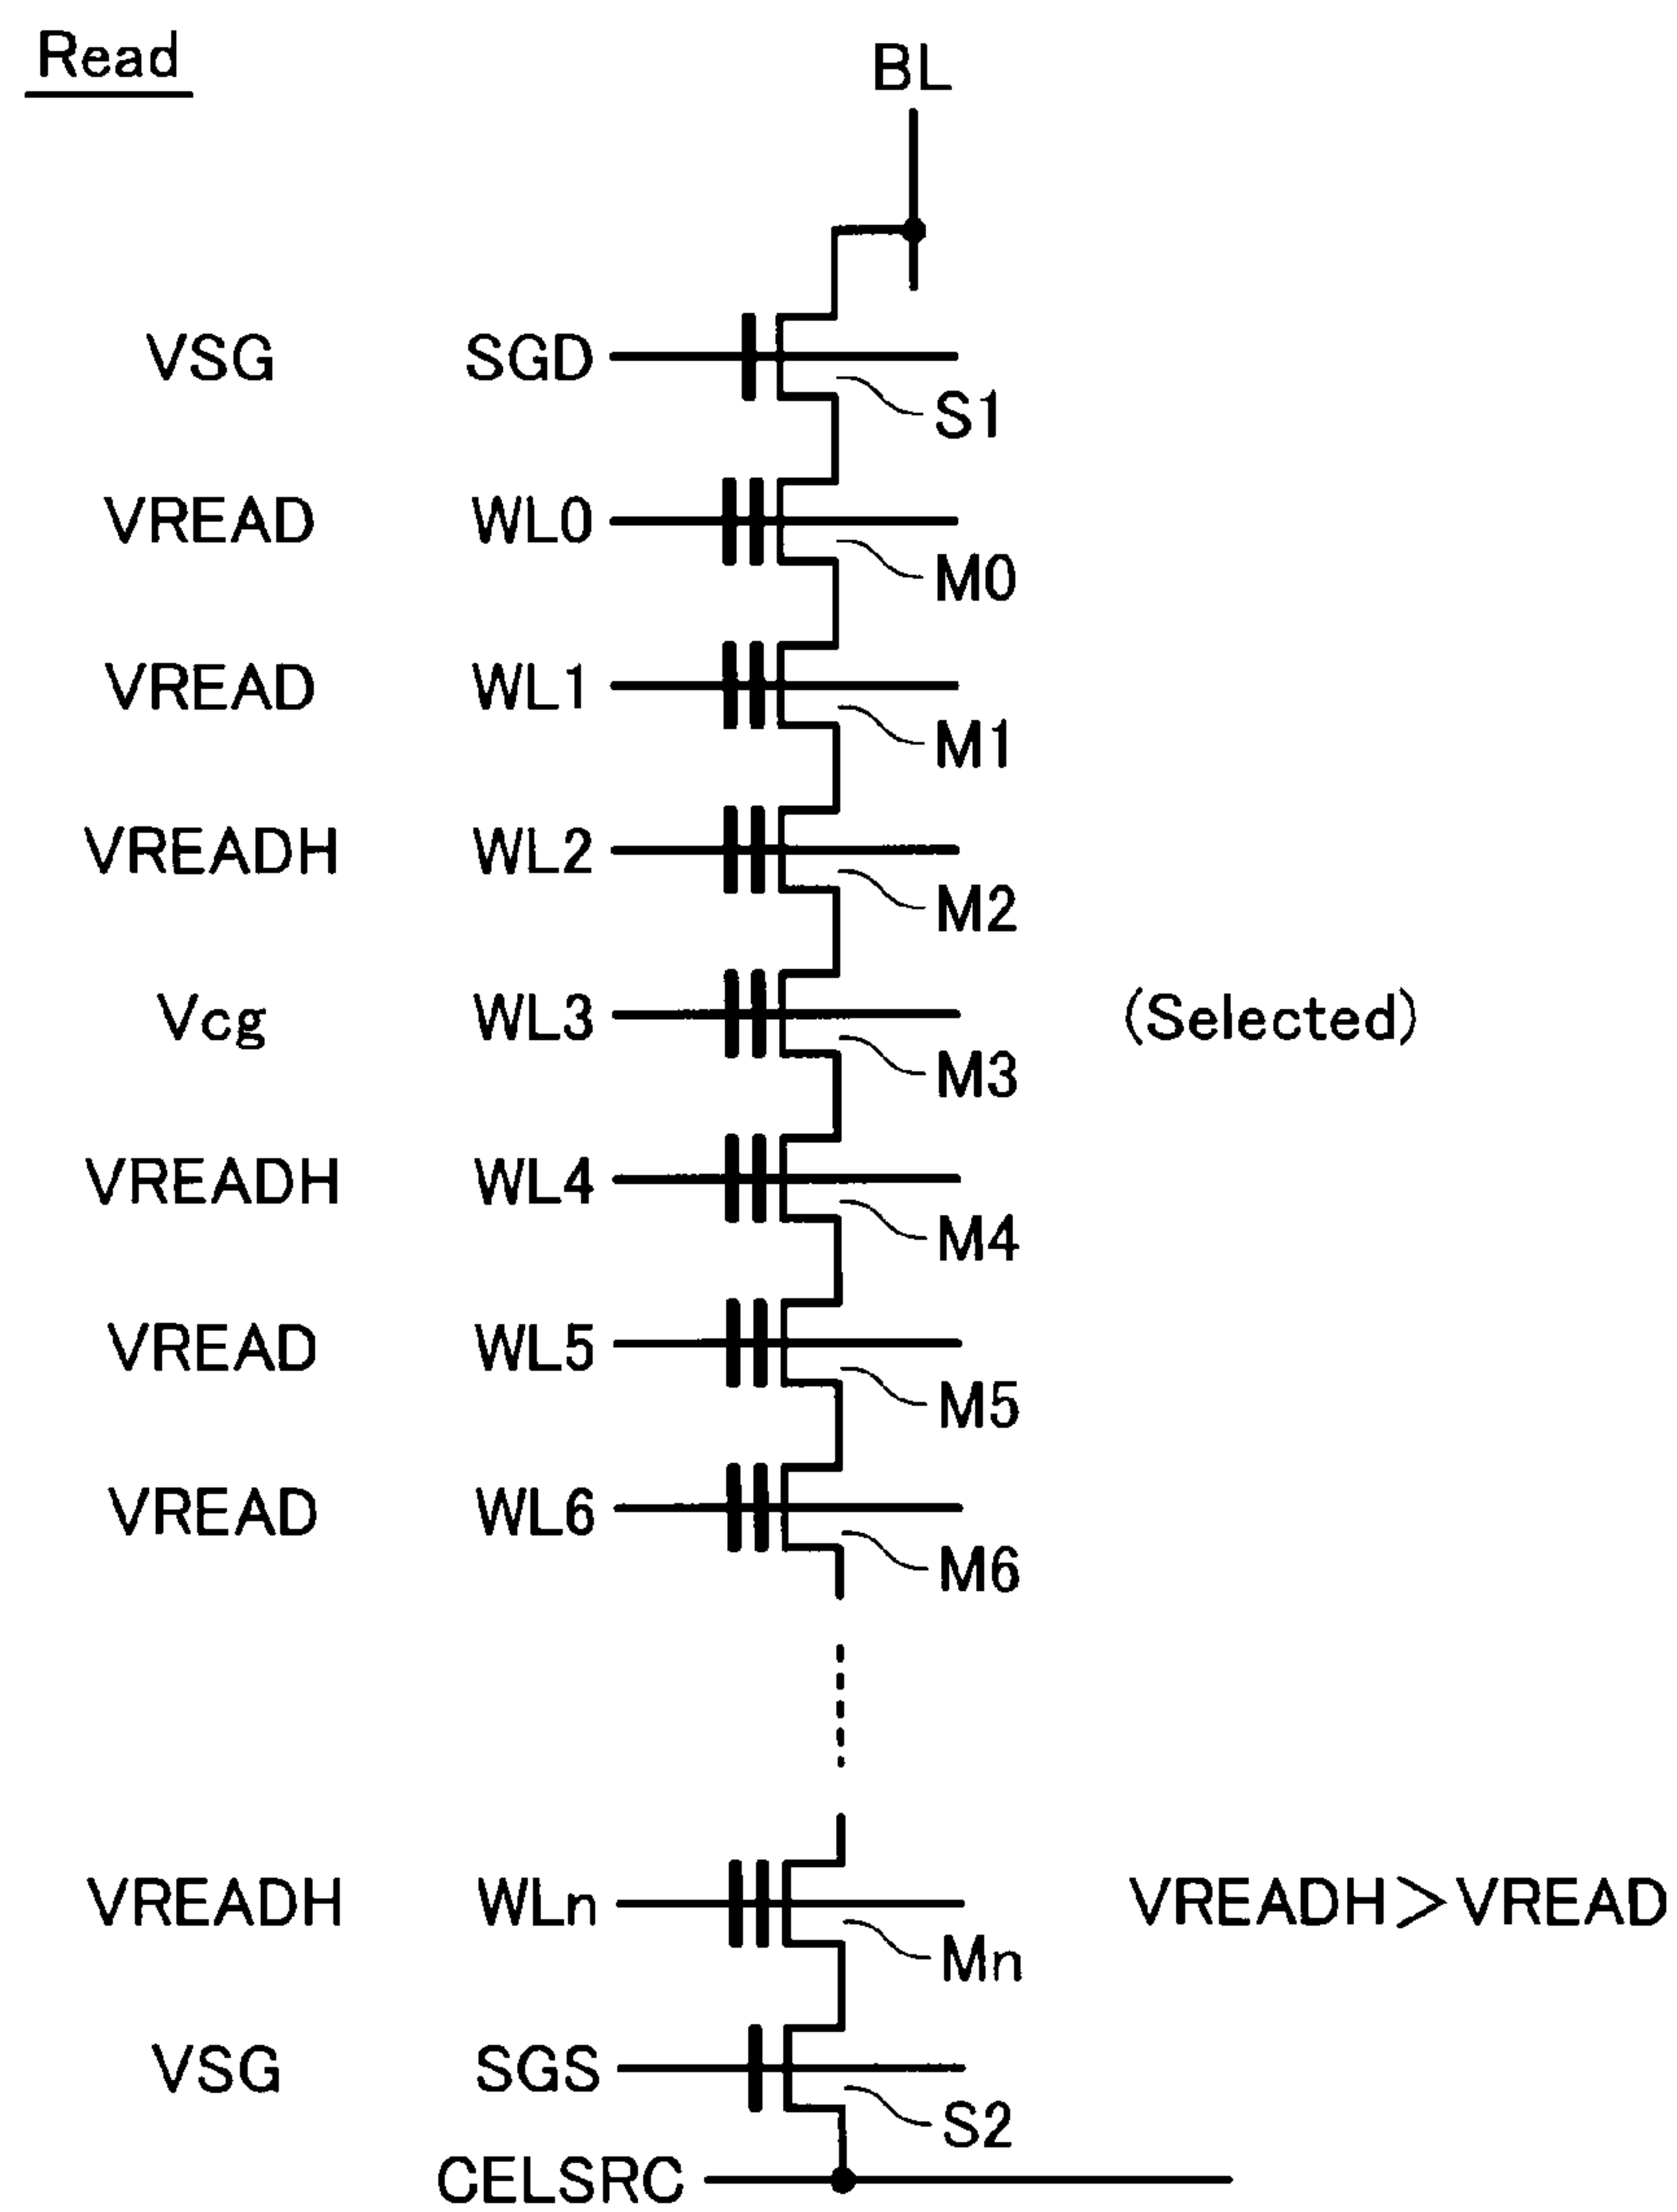 Read
BL
VSG SGD
S1
VREAD WL0
M0
VREAD WL1
M1
VREADH WL2
M2
Vcg WL3 (Selected)
M3
VREADH WL4
M4
VREAD WL5
M5
VREAD WL6
M6
VREADH WLn VREADH>VREAD
Mn
VSG SGS
S2
CELSRC